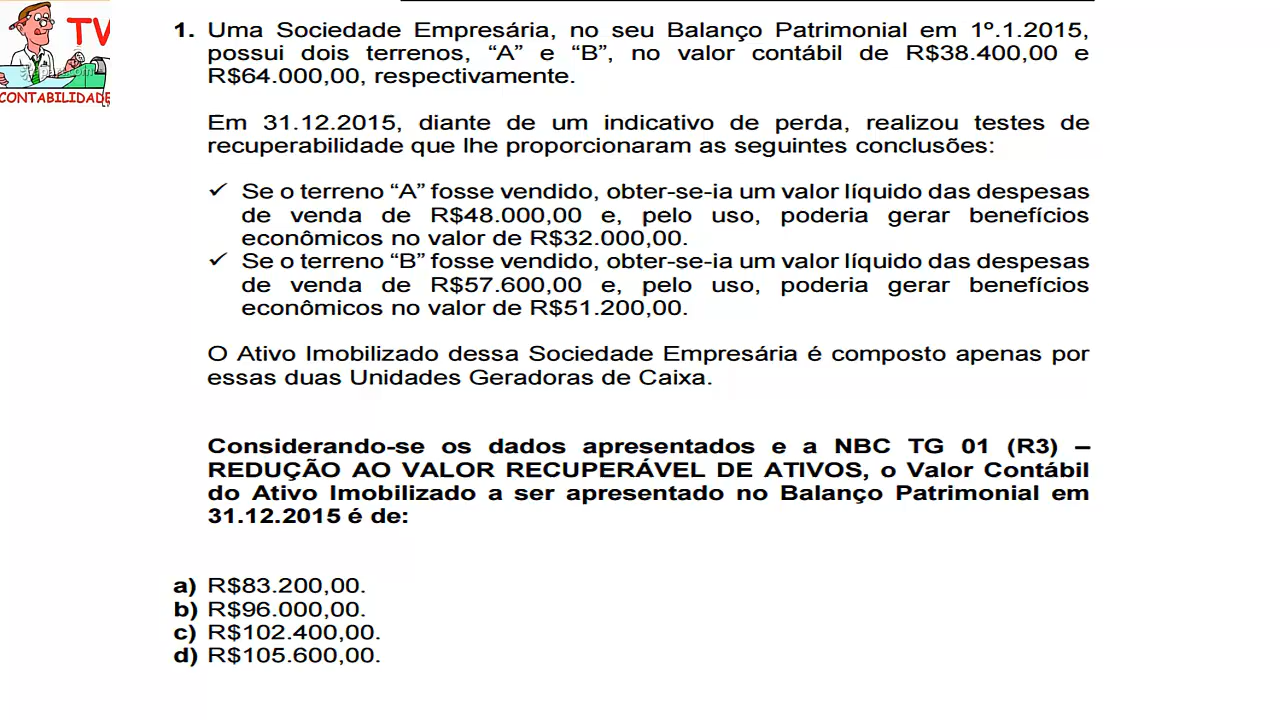 TV
CONTABILIDADE
1. Uma Sociedade Empresária, no seu Balanço Patrimonial em 1º.1.2015,
possui dois terrenos, “A” e “B”, no valor contábil de R$38.400,00 e
R$64.000,00, respectivamente.
Em 31.12.2015, diante de um indicativo de perda, realizou testes de
recuperabilidade que lhe proporcionaram as seguintes conclusões:
✓ Se o terreno “A” fosse vendido, obter-se-ia um valor líquido das despesas
de venda de R$48.000,00 e, pelo uso, poderia gerar benefícios
econômicos no valor de R$32.000,00.
✓ Se o terreno “B” fosse vendido, obter-se-ia um valor líquido das despesas
de venda de R$57.600,00 e, pelo uso, poderia gerar benefícios
econômicos no valor de R$51.200,00.
O Ativo Imobilizado dessa Sociedade Empresária é composto apenas por
essas duas Unidades Geradoras de Caixa.
Considerando-se os dados apresentados e a NBC TG 01 (R3) –
REDUÇÃO AO VALOR RECUPERÁVEL DE ATIVOS, o Valor Contábil
do Ativo Imobilizado a ser apresentado no Balanço Patrimonial em
31.12.2015 é de:
a) R$83.200,00.
b) R$96.000,00.
c) R$102.400,00.
d) R$105.600,00.